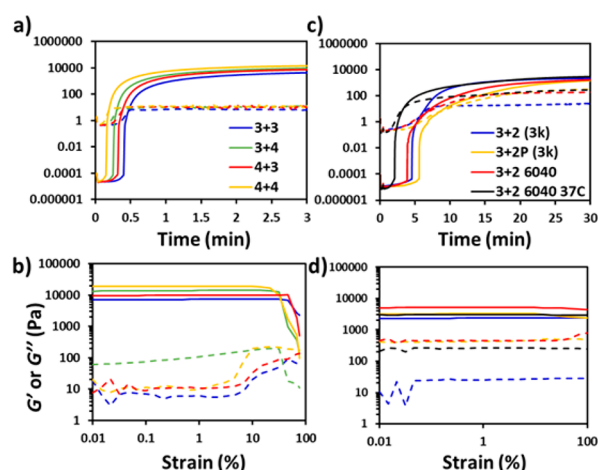 a)
1000000
10000
100
1
0.01
0.0001
0.000001
0 0.5 1 1.5 2 2.5 3
Time (min)
3+3
3+4
4+3
4+4
c)
1000000
10000
100
1
0.01
0.0001
0.000001
0 5 10 15 20 25 30
Time (min)
3+2 (3k)
3+2P (3k)
3+2 6040
3+2 6040 37C
b)
G' or G'' (Pa)
100000
10000
1000
100
10
1
0.01 0.1 1 10 100
Strain (%)
d)
100000
10000
1000
100
10
1
0.01 1 100
Strain (%)